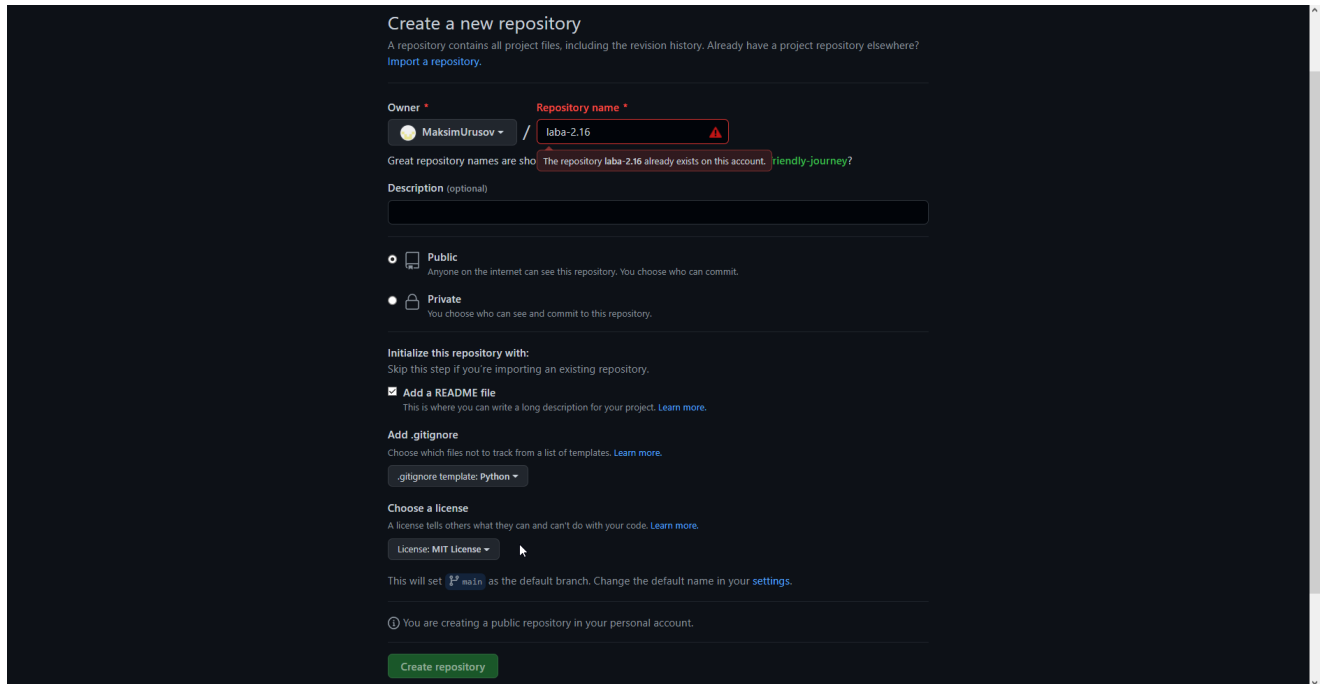 Create a new repository
A repository contains all project files, including the revision history. Already have a project repository elsewhere?
Import a repository.
Owner *
Repository name *
MaksimUrusov
/
laba-2.16
Great repository names are sho
The repository laba-2.16 already exists on this account.
riendly-journey?
Description (optional)
Public
Anyone on the internet can see this repository. You choose who can commit.
Private
You choose who can see and commit to this repository.
Initialize this repository with:
Skip this step if you're importing an existing repository.
Add a README file
This is where you can write a long description for your project. Learn more.
Add .gitignore
Choose which files not to track from a list of templates. Learn more.
.gitignore template: Python
Choose a license
A license tells others what they can and can't do with your code. Learn more.
License: MIT License
This will set main as the default branch. Change the default name in your settings.
You are creating a public repository in your personal account.
Create repository